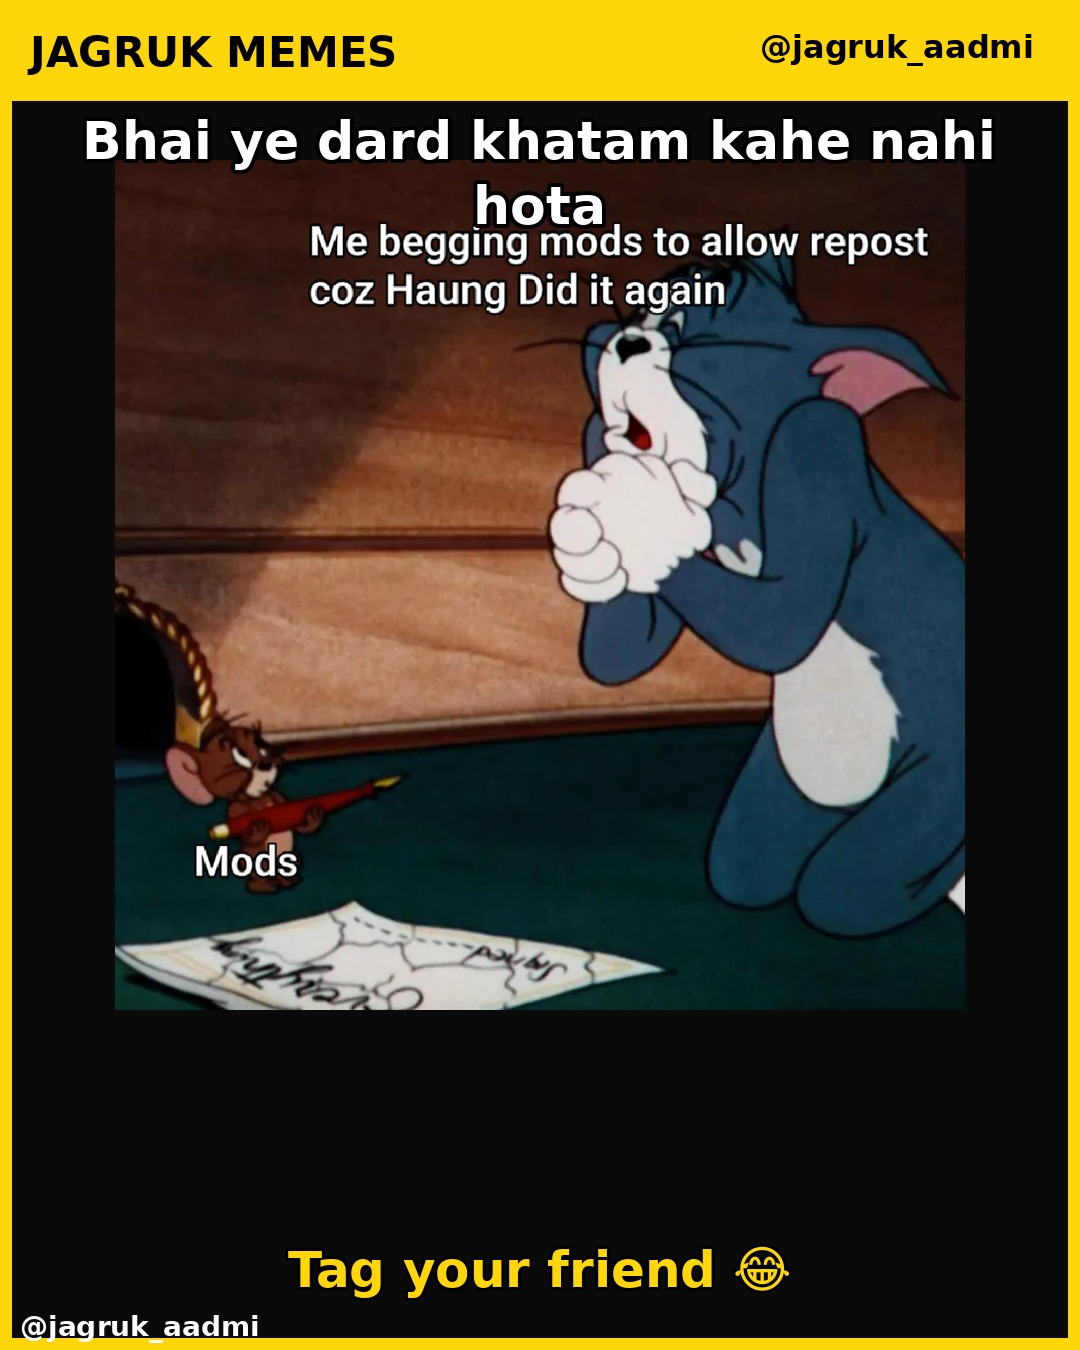 JAGRUK MEMES
@jagruk_aadmi
Bhai ye dard khatam kahe nahi
hota
Me begging mods to allow repost
coz Haung Did it again
Mods
Signed
Everything
Tag your friend 😂
@jagruk_aadmi